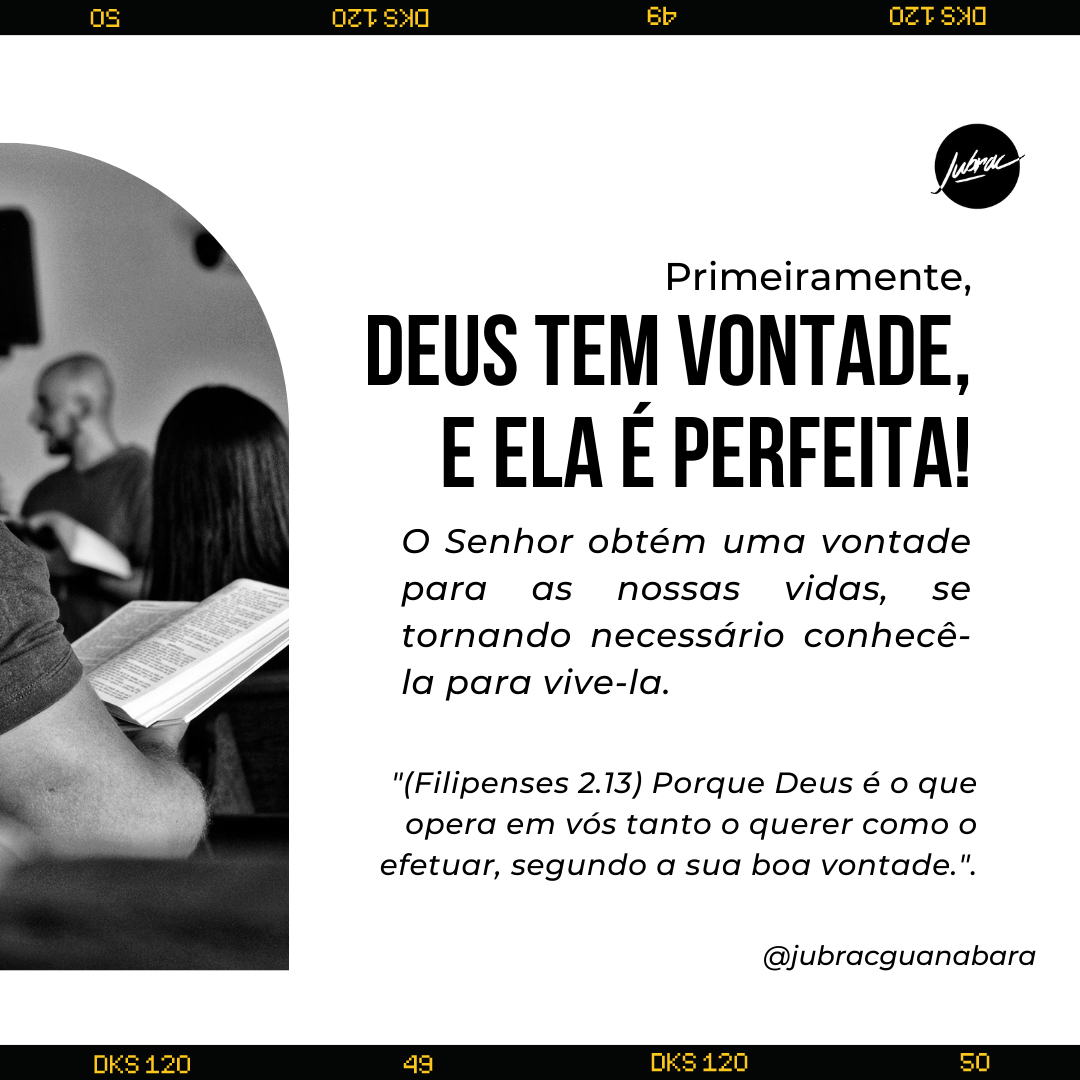 50 DKS 120 49 DKS 120
Jubrac
Primeiramente,
DEUS TEM VONTADE,
E ELA É PERFEITA!
O Senhor obtém uma vontade
para as nossas vidas, se
tornando necessário conhecê-
la para vive-la.
"(Filipenses 2.13) Porque Deus é o que
opera em vós tanto o querer como o
efetuar, segundo a sua boa vontade.".
@jubracguanabara
DKS 120 49 DKS 120 50